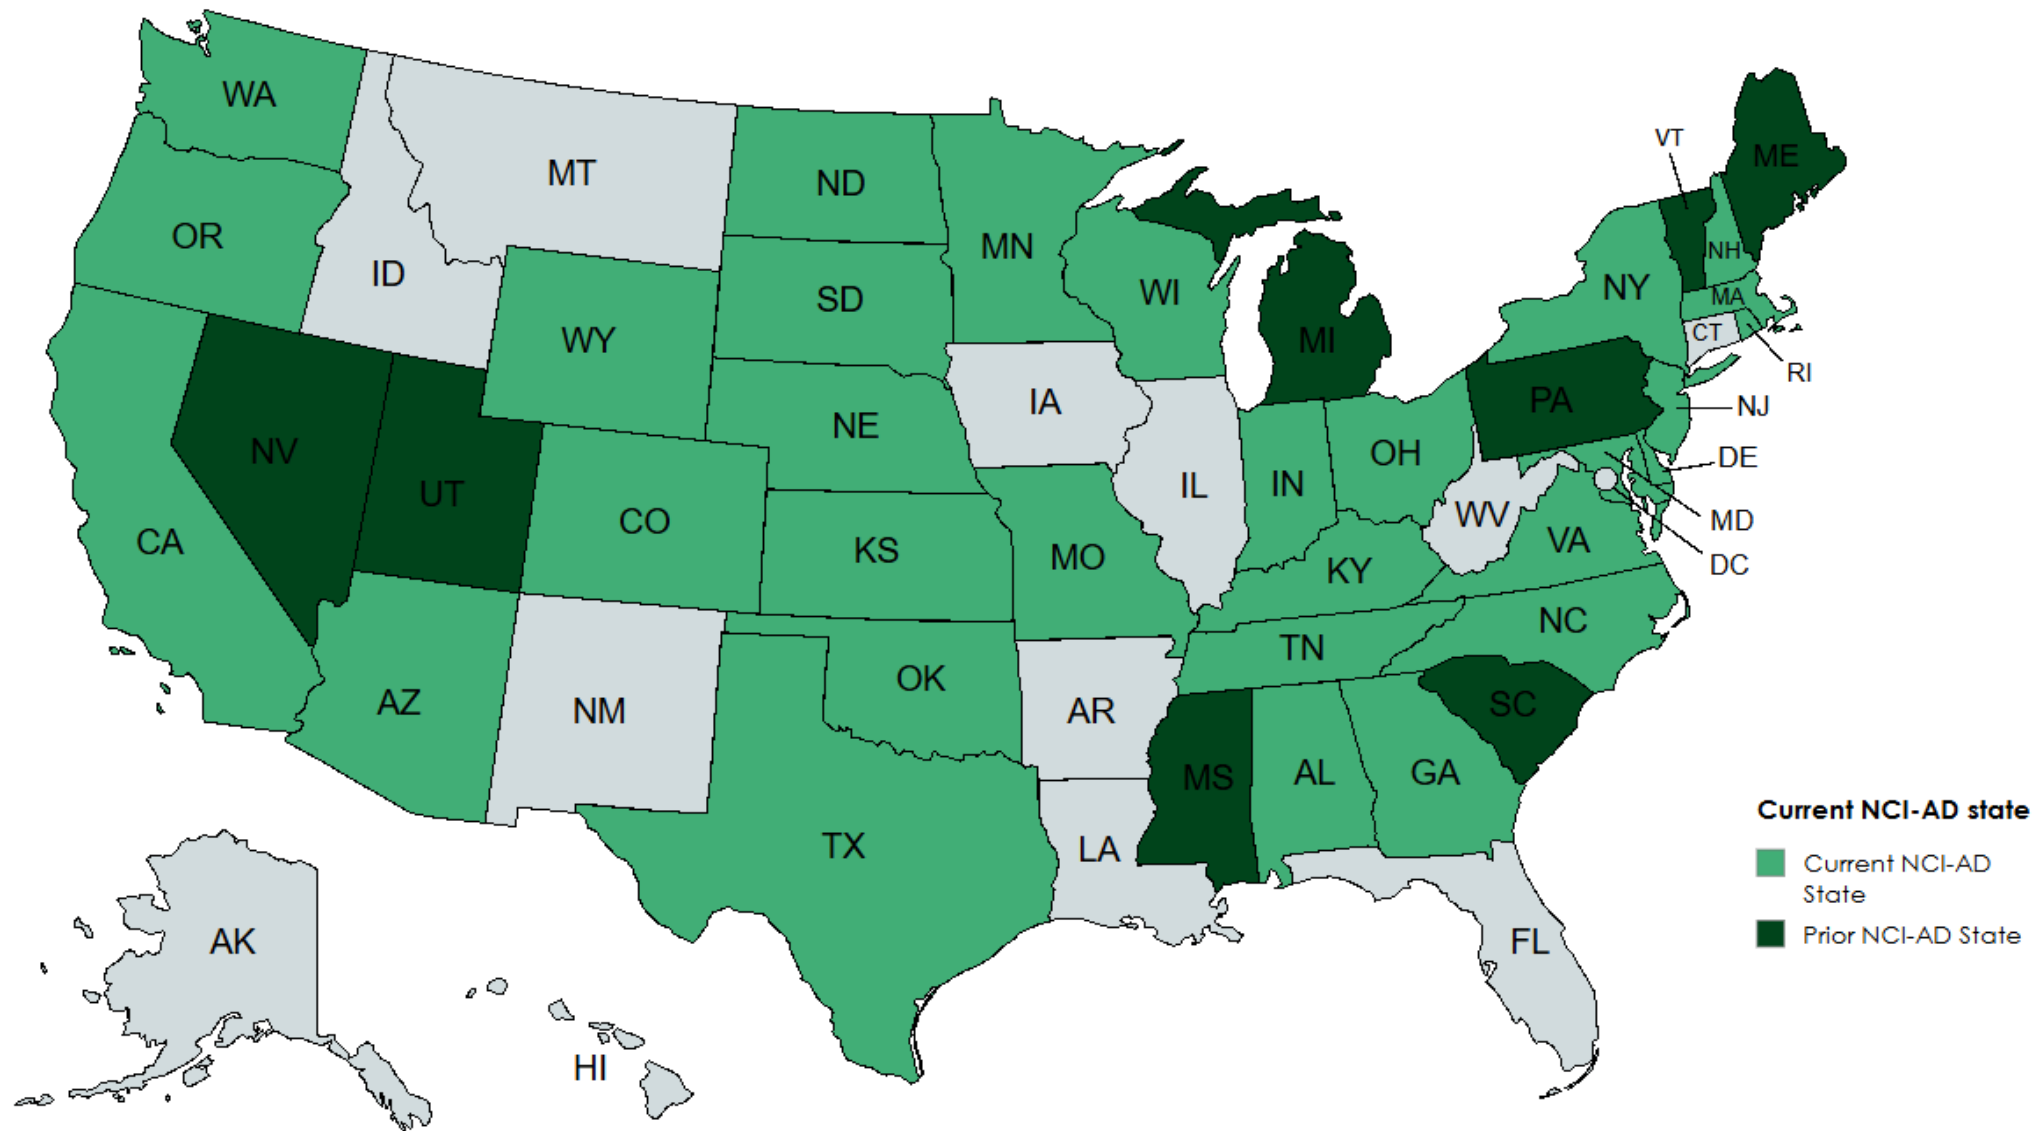 WA
MT
ND
VT
ME
OR
MN
NH
ID
SD
WI
NY
MA
WY
MI
CT
RI
IA
PA
NJ
NE
NV
OH
DE
UT
IL
IN
CO
WV
MD
CA
KS
MO
VA
DC
KY
NC
TN
OK
AZ
NM
AR
SC
MS
AL
GA
TX
LA
Current NCI-AD state
Current NCI-AD
State
Prior NCI-AD State
AK
FL
HI